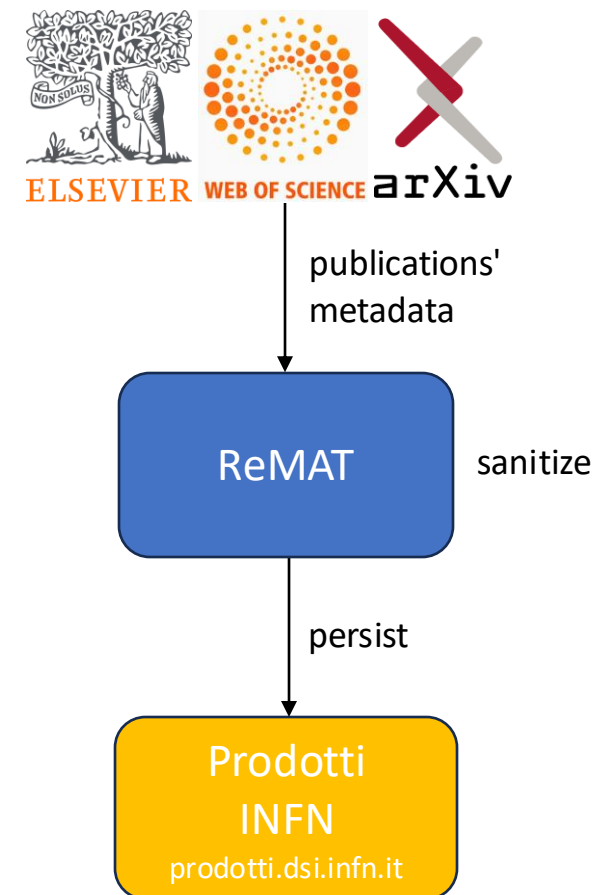 NON SOLUS
ELSEVIER
WEB OF SCIENCE
arXiv
publications'
metadata
ReMAT
sanitize
persist
Prodotti
INFN
prodotti.dsi.infn.it